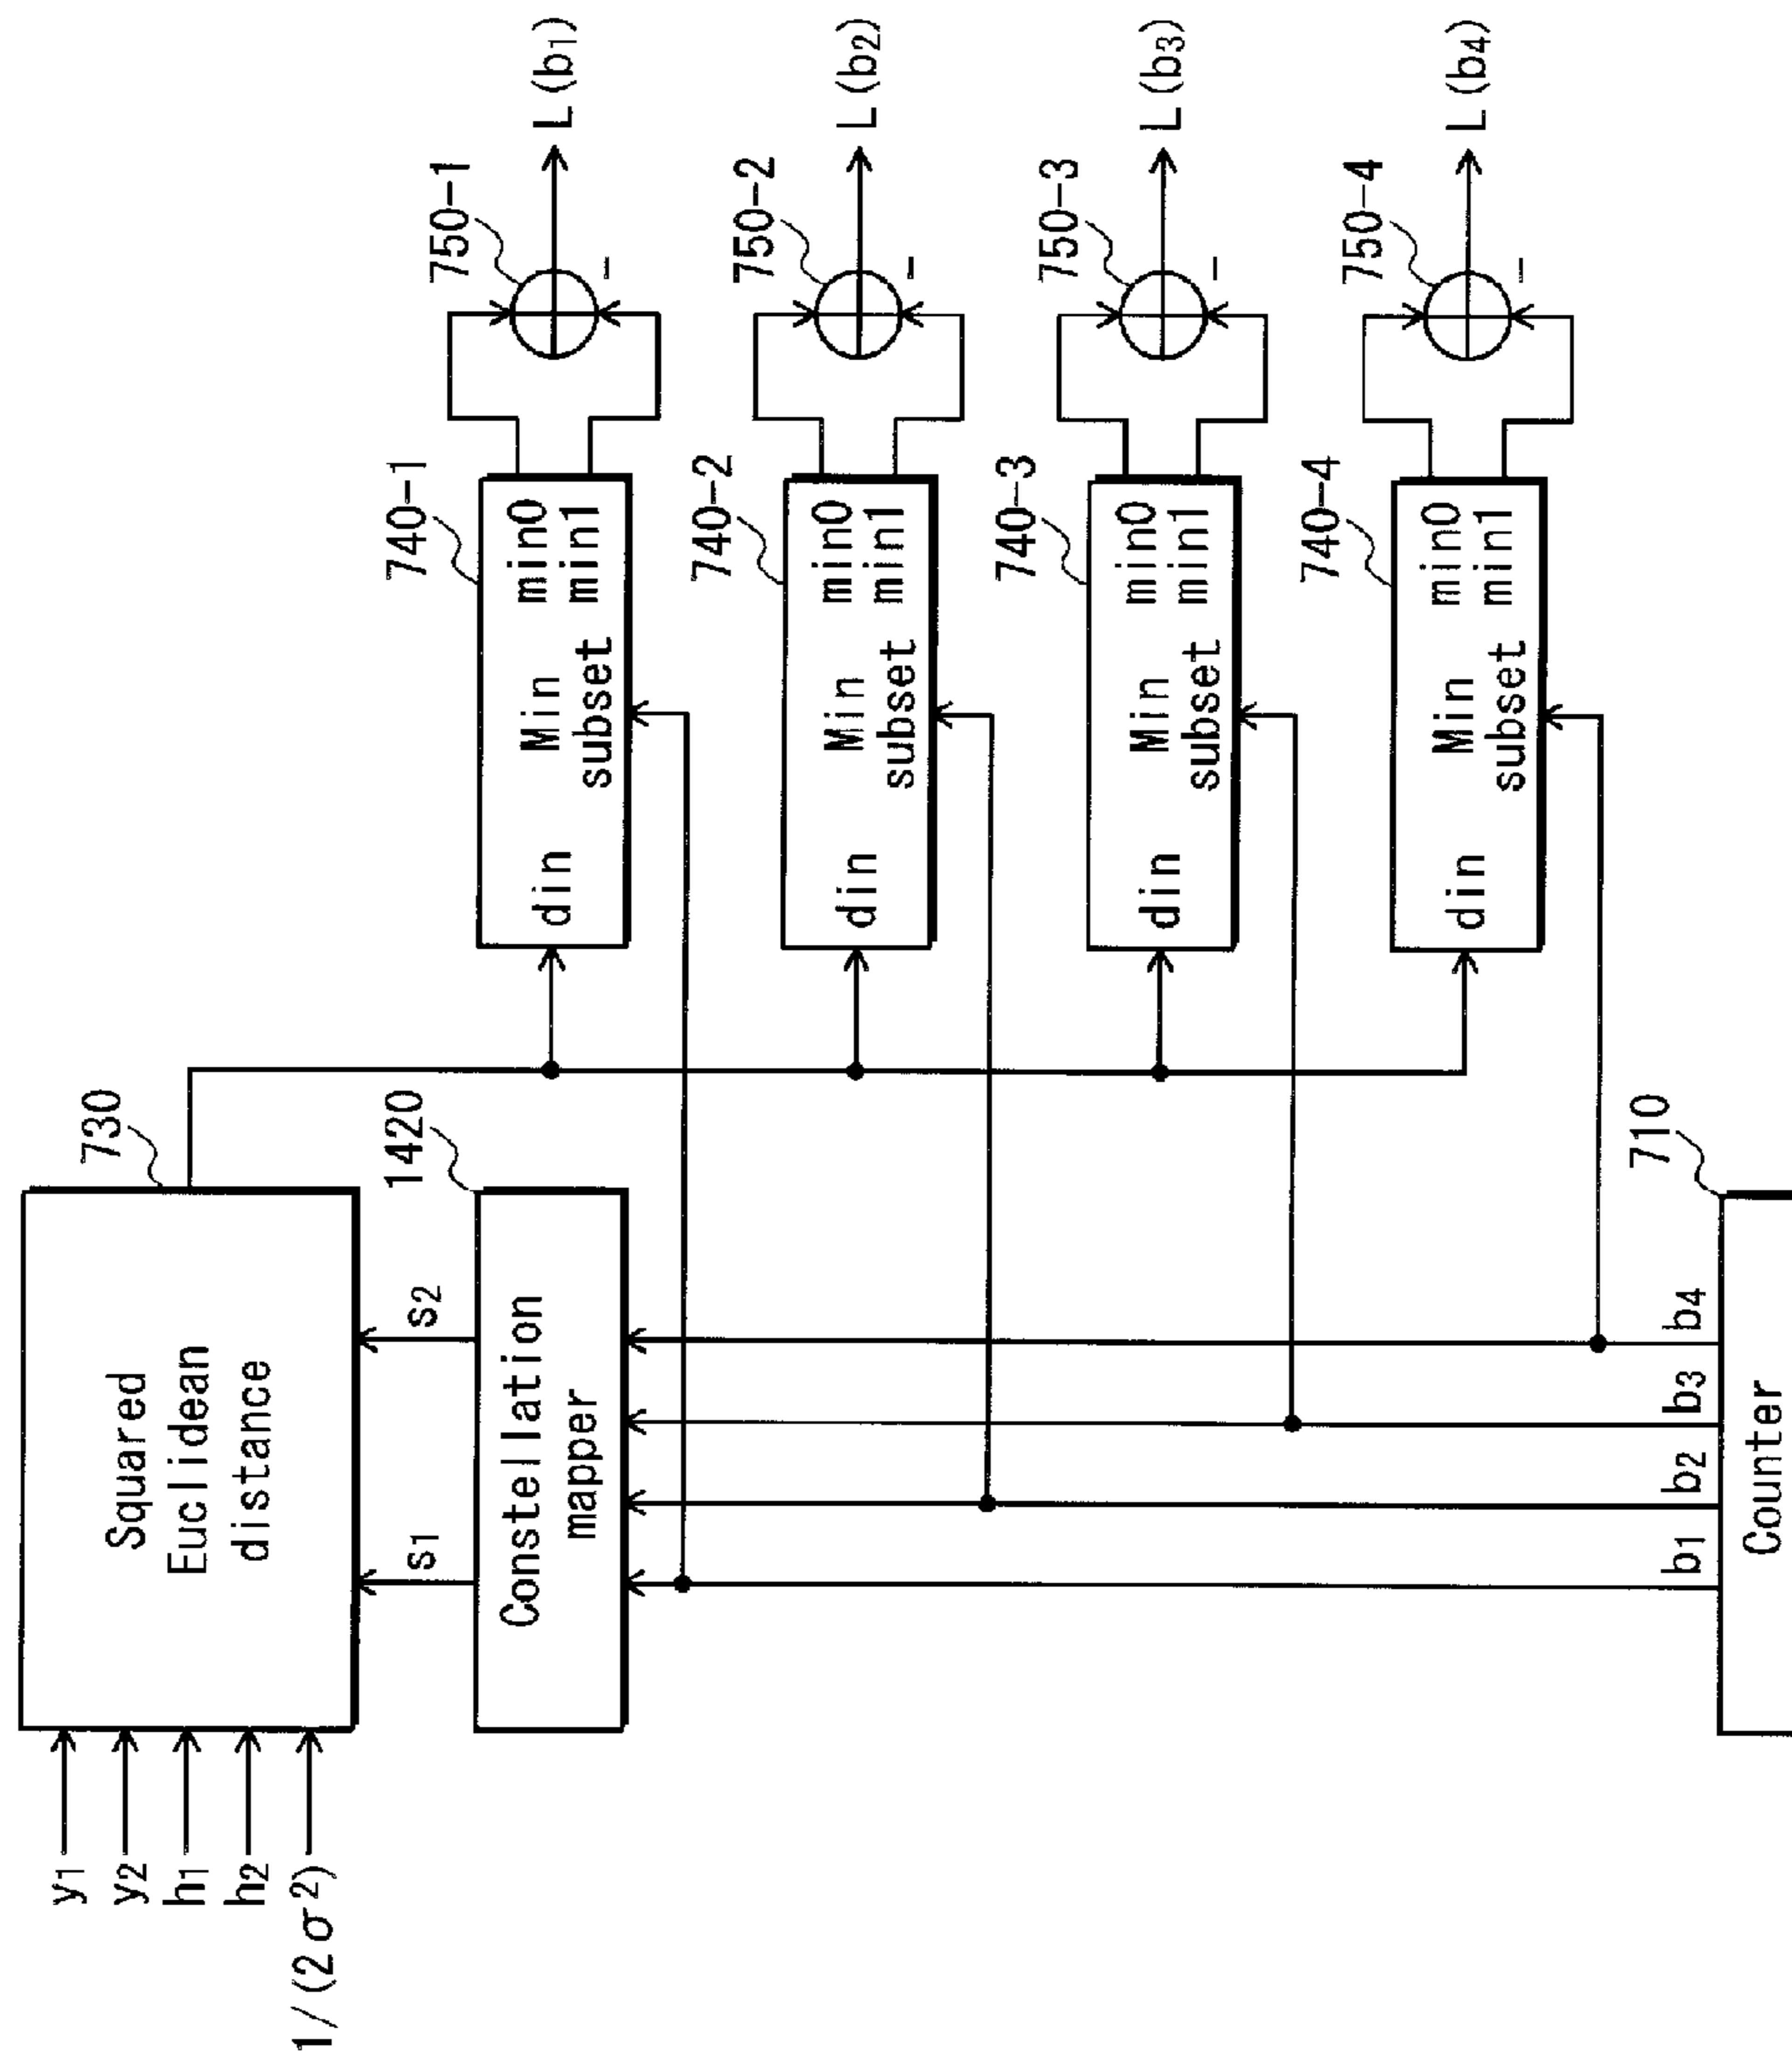 y1
y2
h1
h2
1/(2σ²)
Squared
Euclidean
distance
730
s1
s2
Constellation
mapper
1420
740-1
din
Min
subset
min0
min1
750-1
−
L(b1)
740-2
din
Min
subset
min0
min1
750-2
−
L(b2)
740-3
din
Min
subset
min0
min1
750-3
−
L(b3)
740-4
din
Min
subset
min0
min1
750-4
−
L(b4)
b1
b2
b3
b4
710
Counter